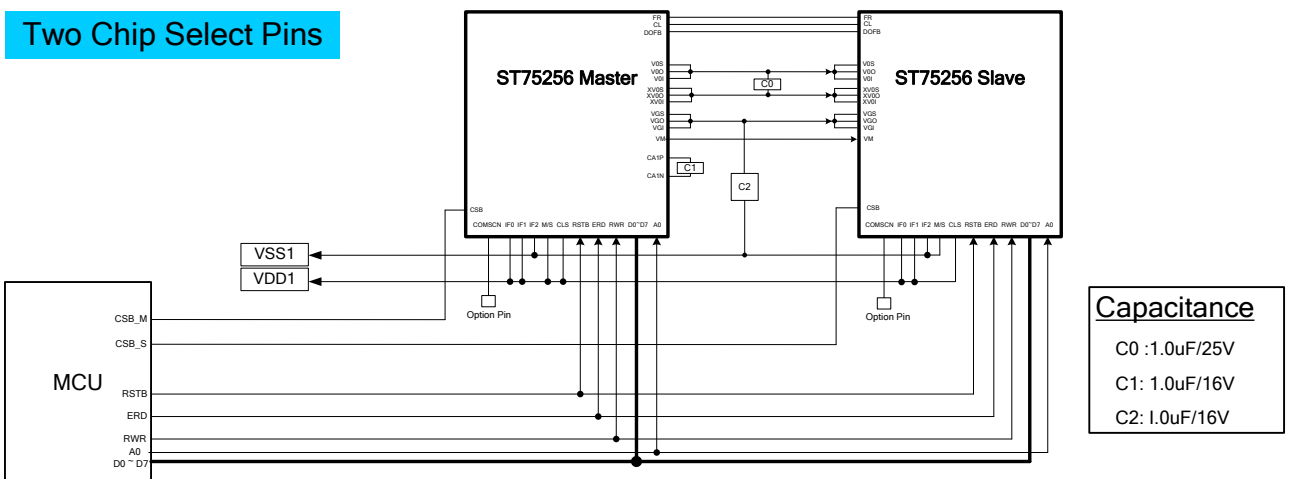 Two Chip Select Pins
FR
CL
DOFB
ST75256 Master
V0S
V0O
V0I
XV0S
XV0O
XV0I
VGS
VGO
VGI
VM
CA1P
CA1N
CSB
COMSCN IF0 IF1 IF2 M/S CLS RSTB ERD RWR D0~D7 A0
C0
C1
C2
FR
CL
DOFB
ST75256 Slave
V0S
V0O
V0I
XV0S
XV0O
XV0I
VGS
VGO
VGI
VM
CSB
COMSCN IF0 IF1 IF2 M/S CLS RSTB ERD RWR D0~D7 A0
VSS1
VDD1
Option Pin
Option Pin
MCU
CSB_M
CSB_S
RSTB
ERD
RWR
A0
D0 ~ D7
Capacitance
C0 :1.0uF/25V
C1: 1.0uF/16V
C2: I.0uF/16V